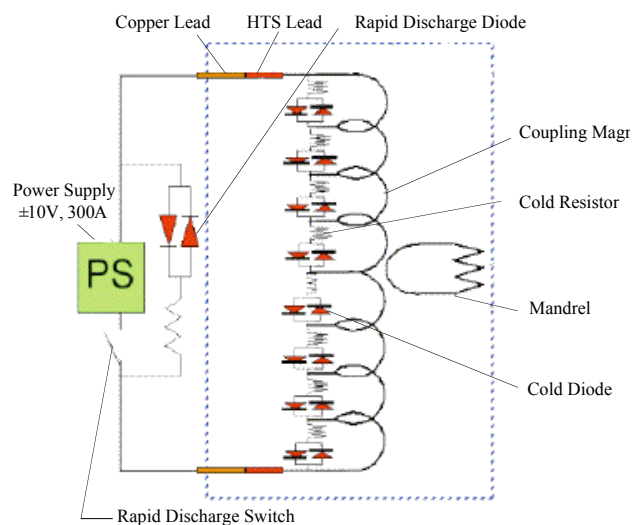 Copper Lead
HTS Lead
Rapid Discharge Diode
Coupling Magn
Cold Resistor
Power Supply
±10V, 300A
PS
Mandrel
Cold Diode
Rapid Discharge Switch